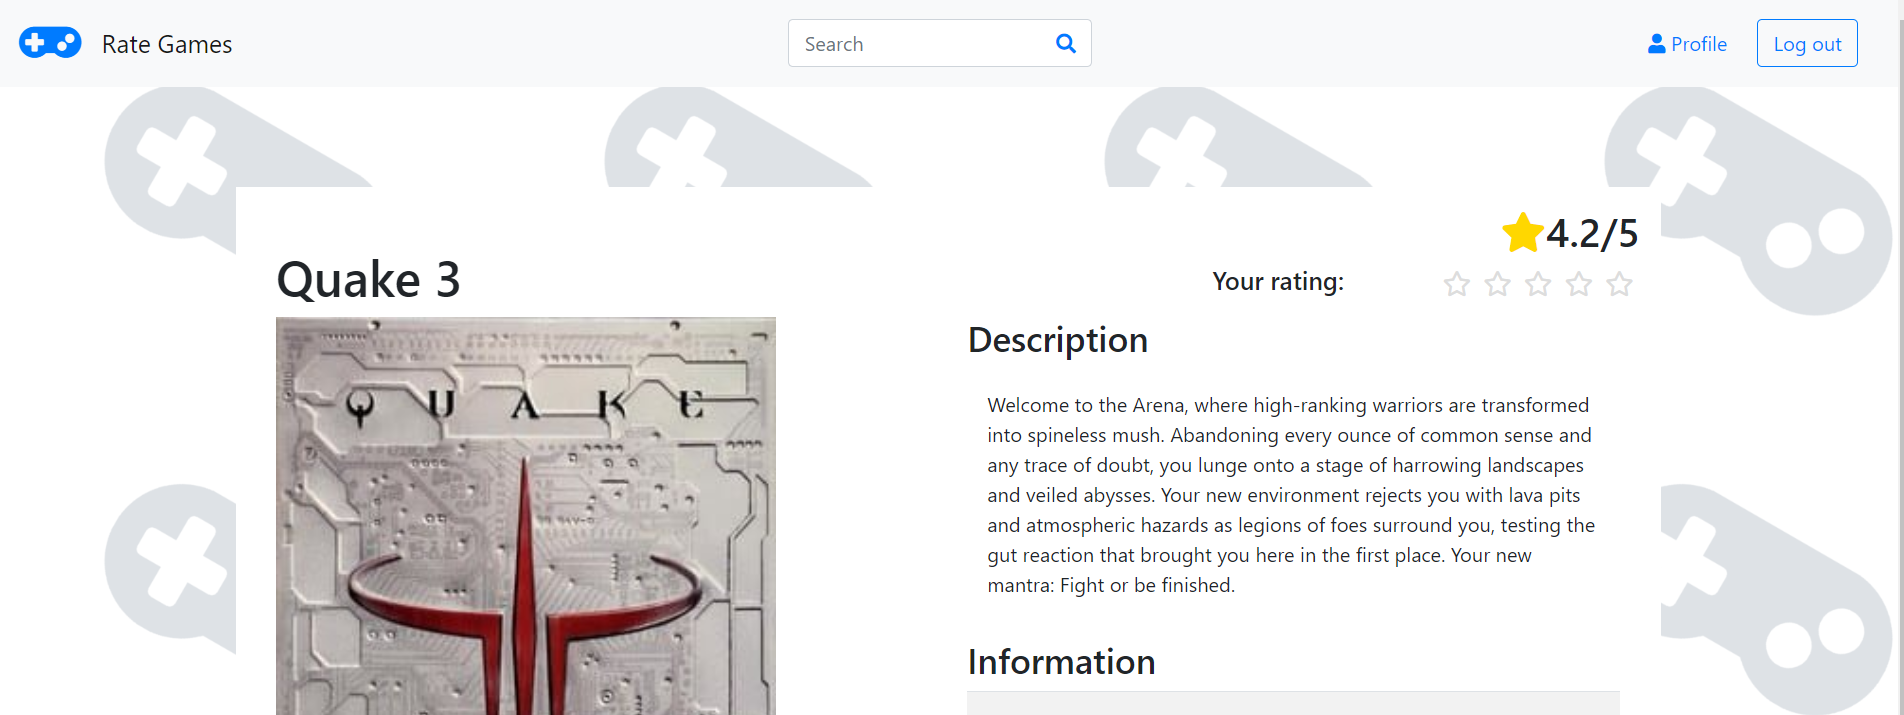 Rate Games
Search
Profile
Log out
4.2/5
Quake 3
Your rating:
QUAKE
Description
Welcome to the Arena, where high-ranking warriors are transformed
into spineless mush. Abandoning every ounce of common sense and
any trace of doubt, you lunge onto a stage of harrowing landscapes
and veiled abysses. Your new environment rejects you with lava pits
and atmospheric hazards as legions of foes surround you, testing the
gut reaction that brought you here in the first place. Your new
mantra: Fight or be finished.
Information